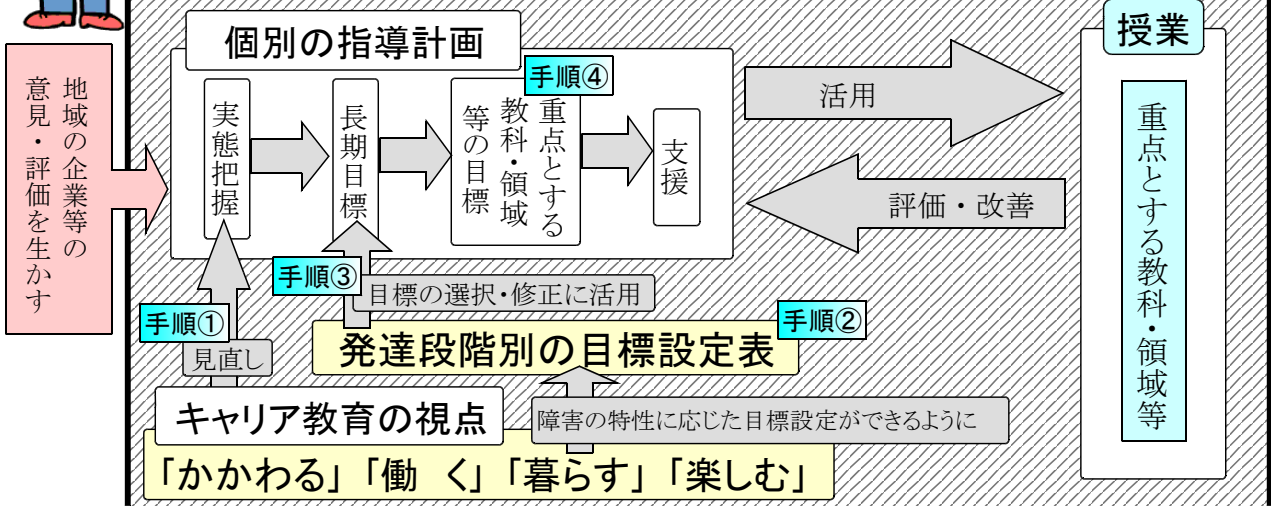 個別の指導計画
授業
手順④
地域の企業等の
意見・評価を生かす
実態把握
長期目標
重点とする
教科・領域
等の目標
支援
活用
評価・改善
重点とする教科・領域等
手順③
目標の選択・修正に活用
手順①
見直し
手順②
発達段階別の目標設定表
キャリア教育の視点
障害の特性に応じた目標設定ができるように
「かかわる」「働　く」「暮らす」「楽しむ」